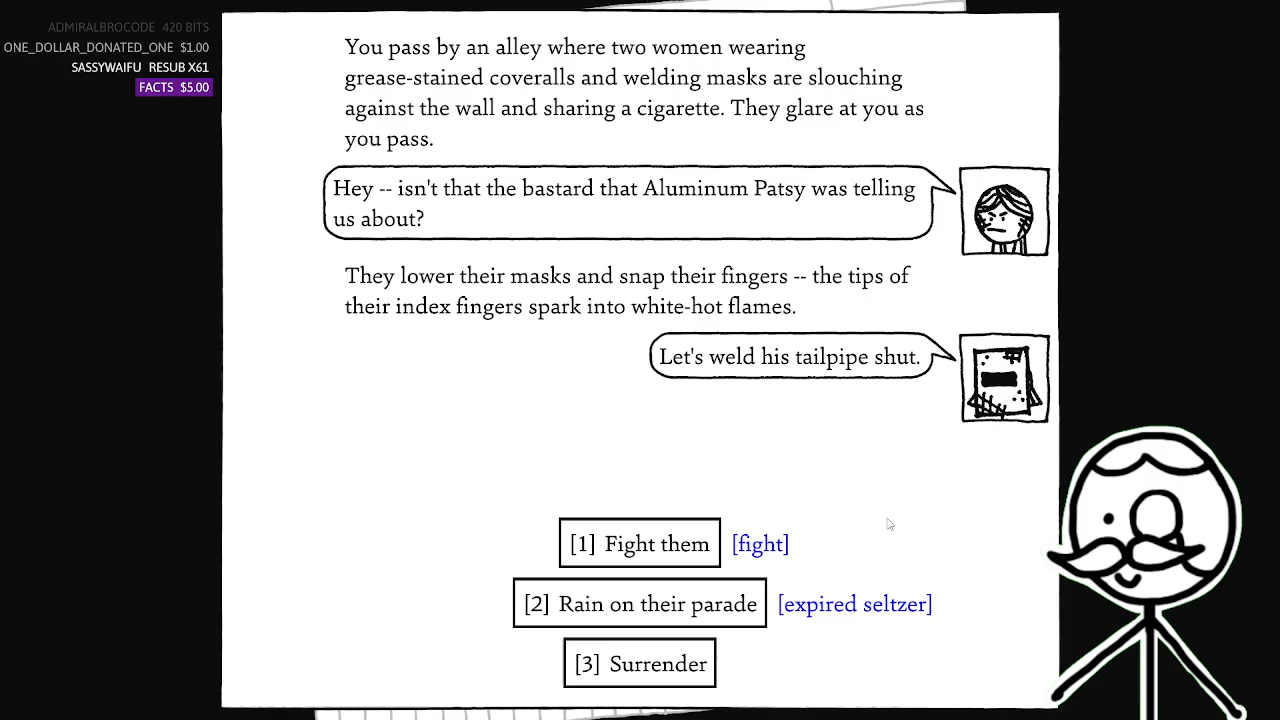 ADMIRALBROCODE 420 BITS
ONE_DOLLAR_DONATED_ONE $1.00
SASSYWAIFU RESUB X61
FACTS $5.00
You pass by an alley where two women wearing
grease-stained coveralls and welding masks are slouching
against the wall and sharing a cigarette. They glare at you as
you pass.
Hey -- isn't that the bastard that Aluminum Patsy was telling
us about?
They lower their masks and snap their fingers -- the tips of
their index fingers spark into white-hot flames.
Let's weld his tailpipe shut.
[1] Fight them [fight]
[2] Rain on their parade [expired seltzer]
[3] Surrender